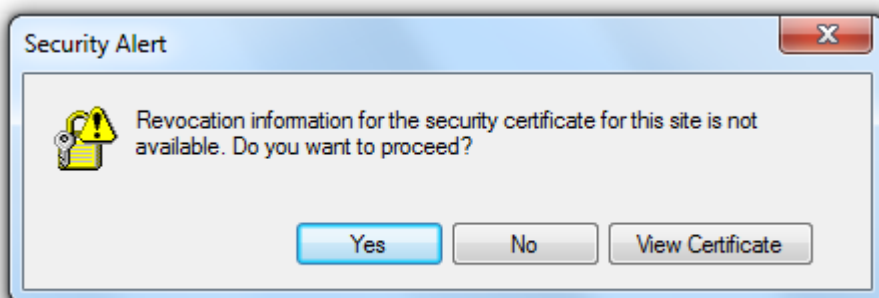 Security Alert
Revocation information for the security certificate for this site is not
available. Do you want to proceed?
Yes
No
View Certificate